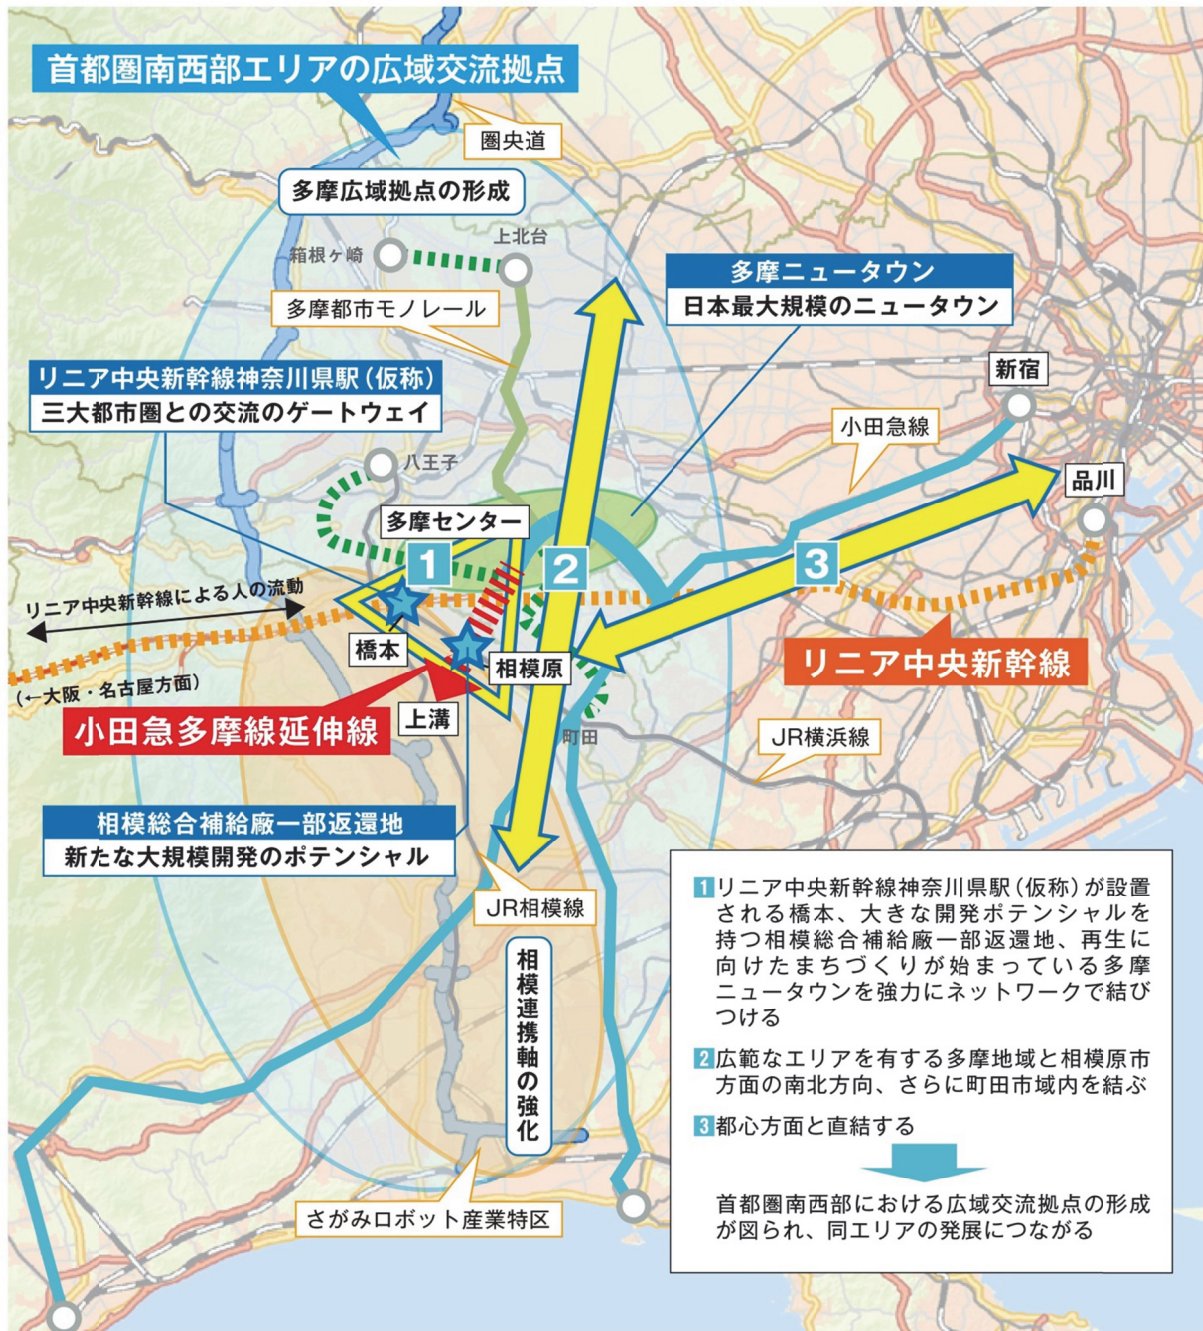 首都圏南西部エリアの広域交流拠点
圏央道
多摩広域拠点の形成
箱根ヶ崎
上北台
多摩都市モノレール
多摩ニュータウン
日本最大規模のニュータウン
リニア中央新幹線神奈川県駅（仮称）
三大都市圏との交流のゲートウェイ
新宿
小田急線
八王子
品川
多摩センター
1
2
3
リニア中央新幹線による人の流動
橋本
相模原
リニア中央新幹線
（←大阪・名古屋方面）
小田急多摩線延伸線
上溝
町田
JR横浜線
相模総合補給廠一部返還地
新たな大規模開発のポテンシャル
JR相模線
相模連携軸の強化
さがみロボット産業特区
1 リニア中央新幹線神奈川県駅（仮称）が設置
される橋本、大きな開発ポテンシャルを
持つ相模総合補給廠一部返還地、再生に
向けたまちづくりが始まっている多摩
ニュータウンを強力にネットワークで結び
つける
2 広範なエリアを有する多摩地域と相模原市
方面の南北方向、さらに町田市域内を結ぶ
3 都心方面と直結する
首都圏南西部における広域交流拠点の形成
が図られ、同エリアの発展につながる